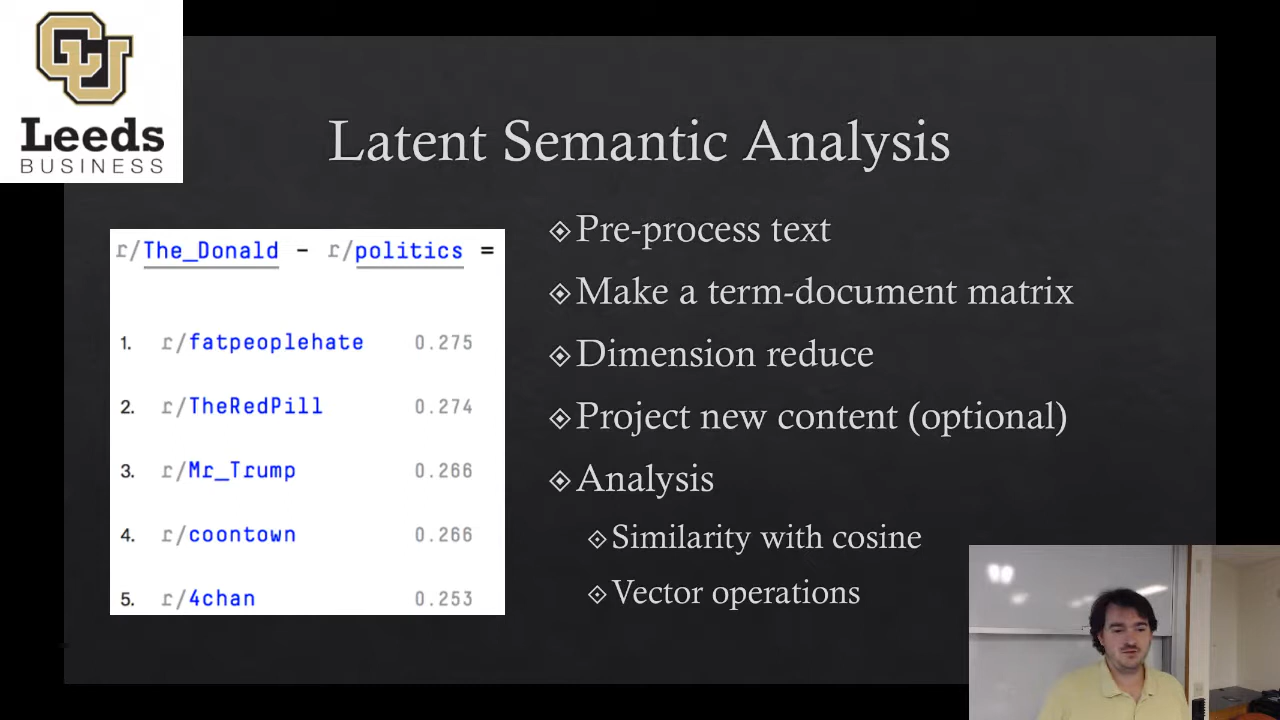 CU
Leeds
BUSINESS
Latent Semantic Analysis
r/The_Donald - r/politics =
1. r/fatpeoplehate 0.275
2. r/TheRedPill 0.274
3. r/Mr_Trump 0.266
4. r/coontown 0.266
5. r/4chan 0.253
Pre-process text
Make a term-document matrix
Dimension reduce
Project new content (optional)
Analysis
Similarity with cosine
Vector operations